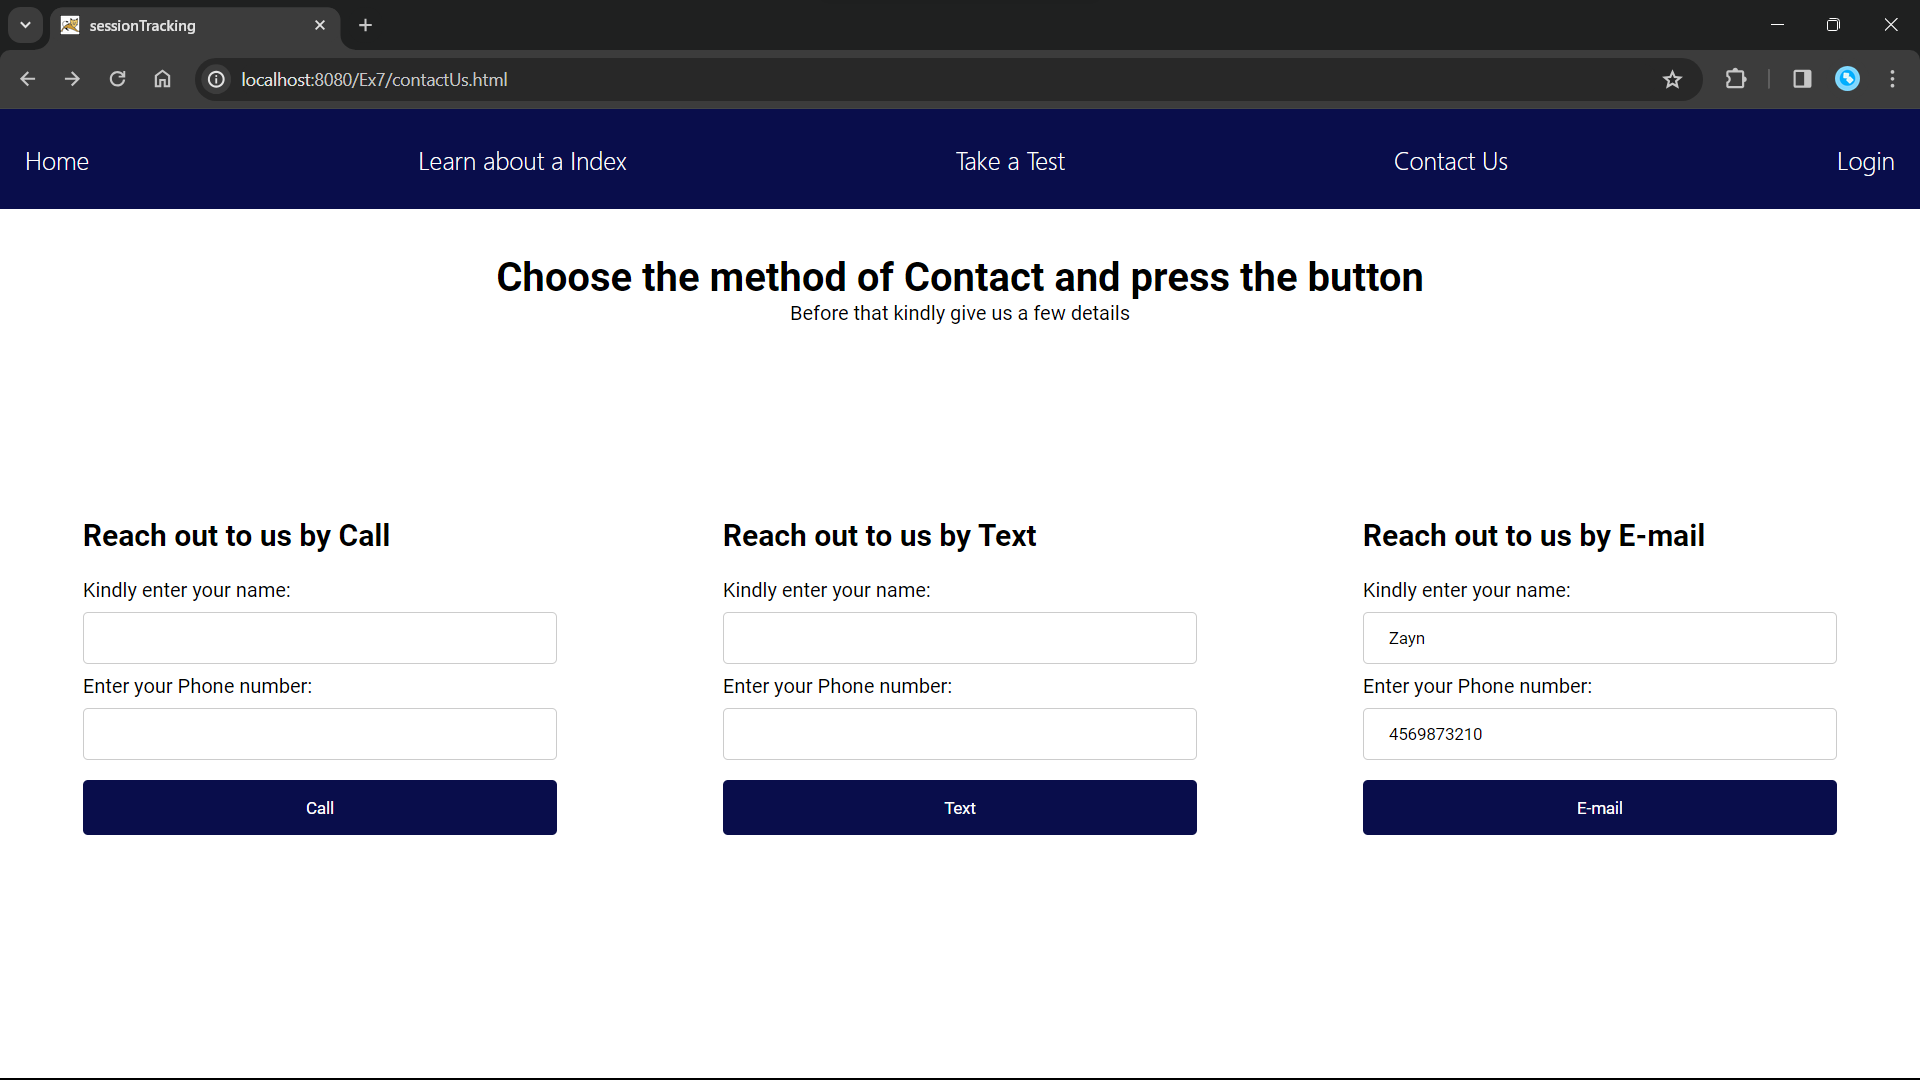 sessionTracking
localhost:8080/Ex7/contactUs.html
Home Learn about a Index Take a Test Contact Us Login
Choose the method of Contact and press the button
Before that kindly give us a few details
Reach out to us by Call
Kindly enter your name:
Enter your Phone number:
Call
Reach out to us by Text
Kindly enter your name:
Enter your Phone number:
Text
Reach out to us by E-mail
Kindly enter your name:
Zayn
Enter your Phone number:
4569873210
E-mail